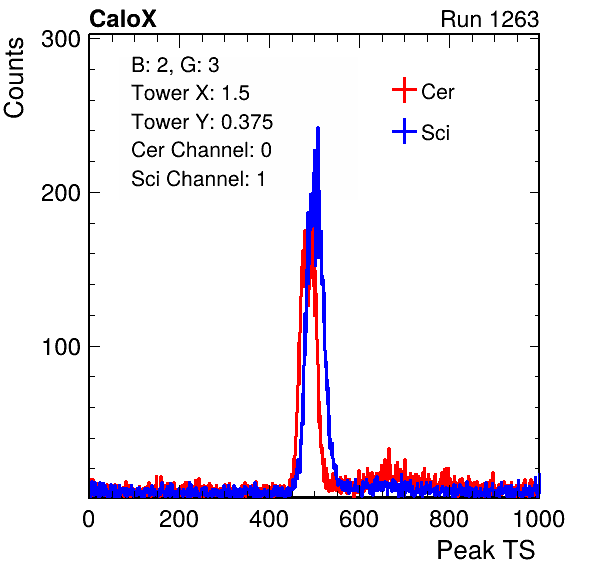 CaloX Run 1263
Counts
300
200
100
B: 2, G: 3
Tower X: 1.5
Tower Y: 0.375
Cer Channel: 0
Sci Channel: 1
Cer
Sci
0 200 400 600 800 1000
Peak TS